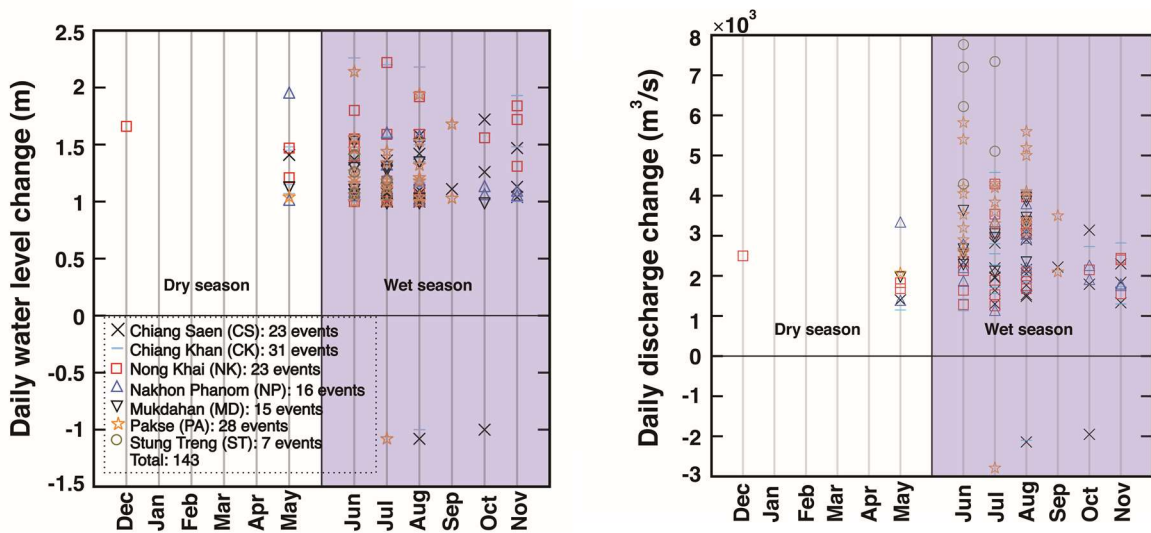 Daily water level change (m)
2.5
2
1.5
1
0.5
0
-0.5
-1
-1.5
Dry season
Wet season
Chiang Saen (CS): 23 events
Chiang Khan (CK): 31 events
Nong Khai (NK): 23 events
Nakhon Phanom (NP): 16 events
Mukdahan (MD): 15 events
Pakse (PA): 28 events
Stung Treng (ST): 7 events
Total: 143
Dec
Jan
Feb
Mar
Apr
May
Jun
Jul
Aug
Sep
Oct
Nov
Daily discharge change (m³/s)
×10³
8
7
6
5
4
3
2
1
0
-1
-2
-3
Dry season
Wet season
Dec
Jan
Feb
Mar
Apr
May
Jun
Jul
Aug
Sep
Oct
Nov